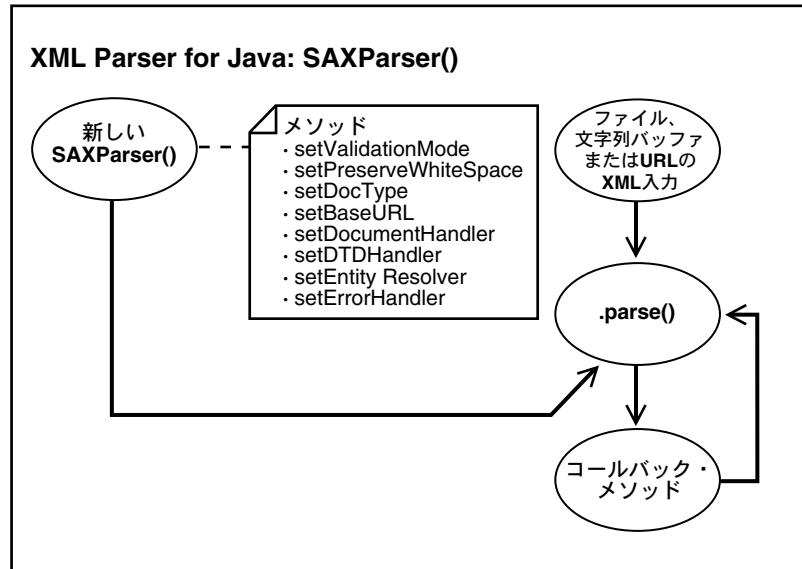 XML Parser for Java: SAXParser()
新しい
SAXParser()
メソッド
· setValidationMode
· setPreserveWhiteSpace
· setDocType
· setBaseURL
· setDocumentHandler
· setDTDHandler
· setEntity Resolver
· setErrorHandler
ファイル、
文字列バッファ
またはURLの
XML入力
.parse()
コールバック・
メソッド